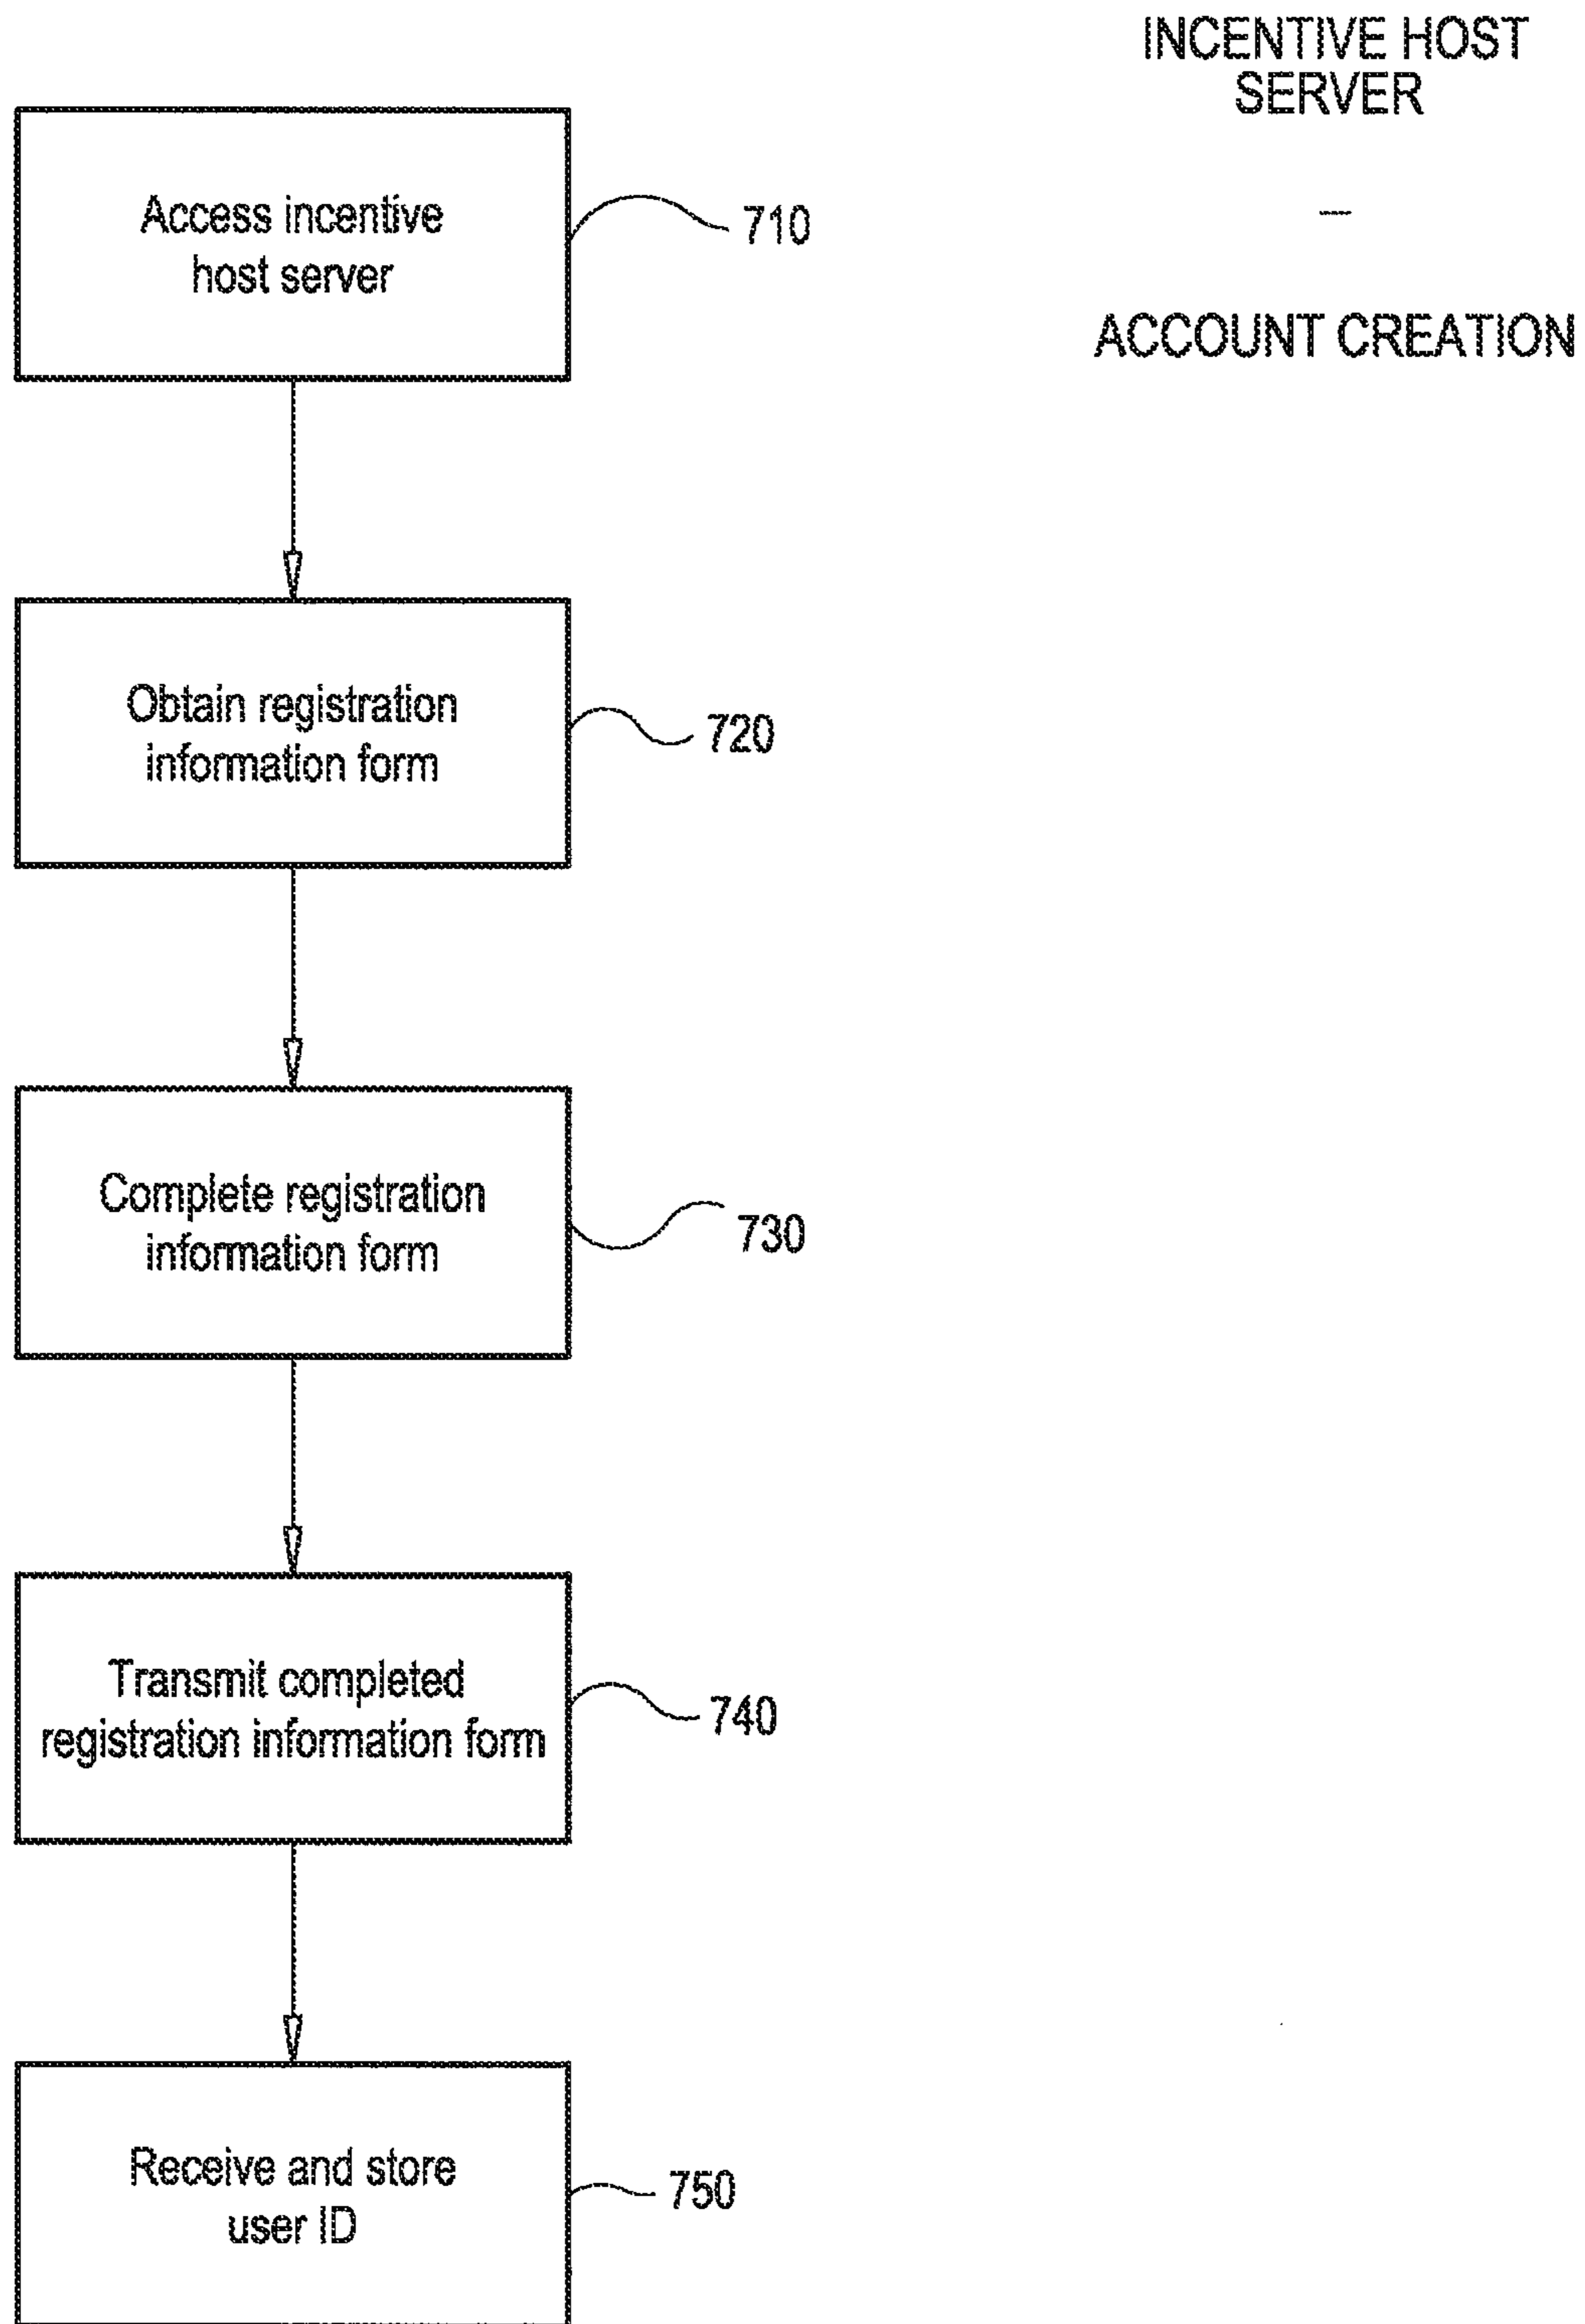 INCENTIVE HOST
SERVER
–
ACCOUNT CREATION
Access incentive
host server
710
Obtain registration
information form
720
Complete registration
information form
730
Transmit completed
registration information form
740
Receive and store
user ID
750